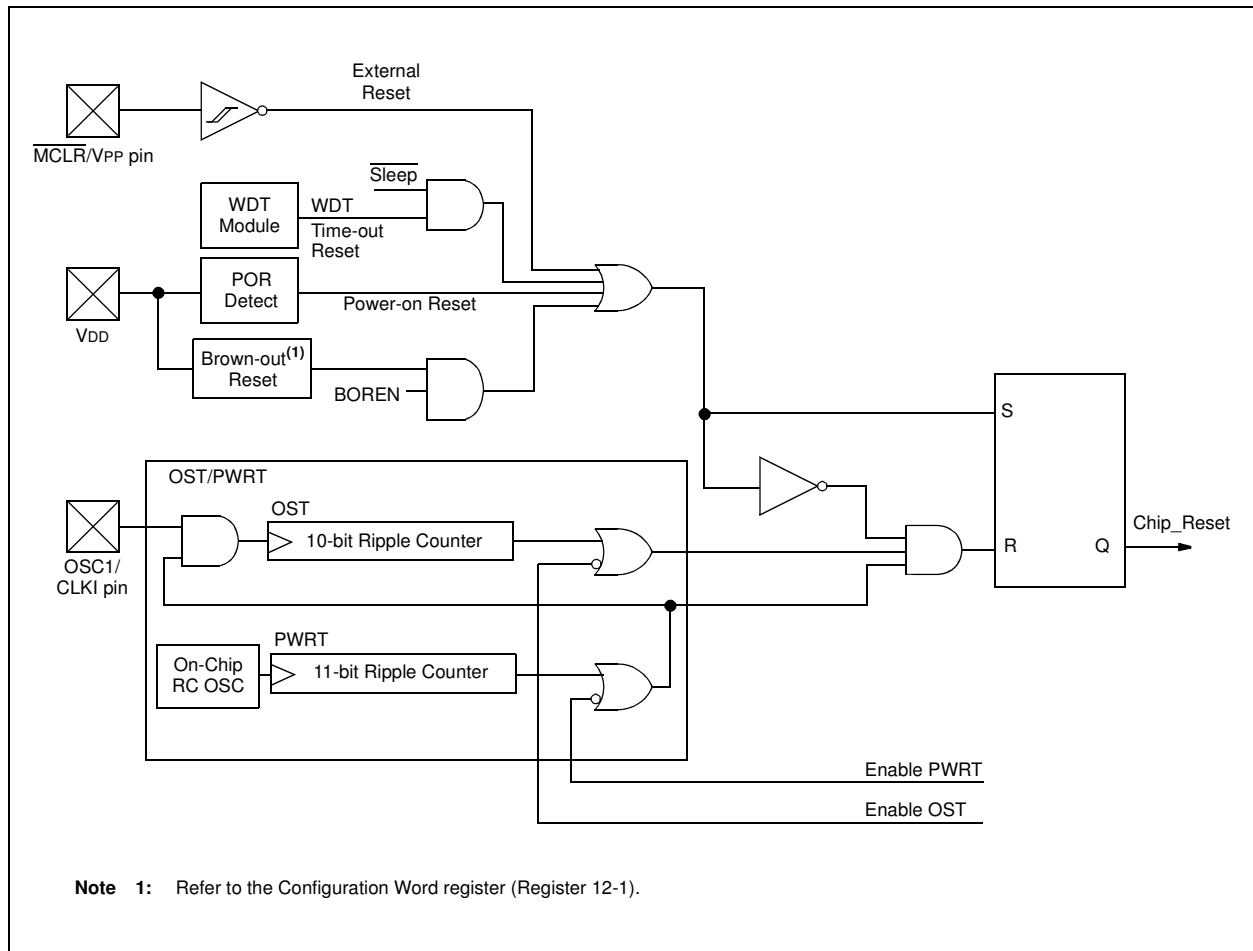 External
Reset
MCLR/VPP pin
Sleep
WDT
Module
WDT
Time-out
Reset
POR
Detect
Power-on Reset
VDD
Brown-out(1)
Reset
BOREN
S
OST/PWRT
OST
10-bit Ripple Counter
OSC1/
CLKI pin
R
Q
Chip_Reset
PWRT
On-Chip
RC OSC
11-bit Ripple Counter
Enable PWRT
Enable OST
Note 1: Refer to the Configuration Word register (Register 12-1).